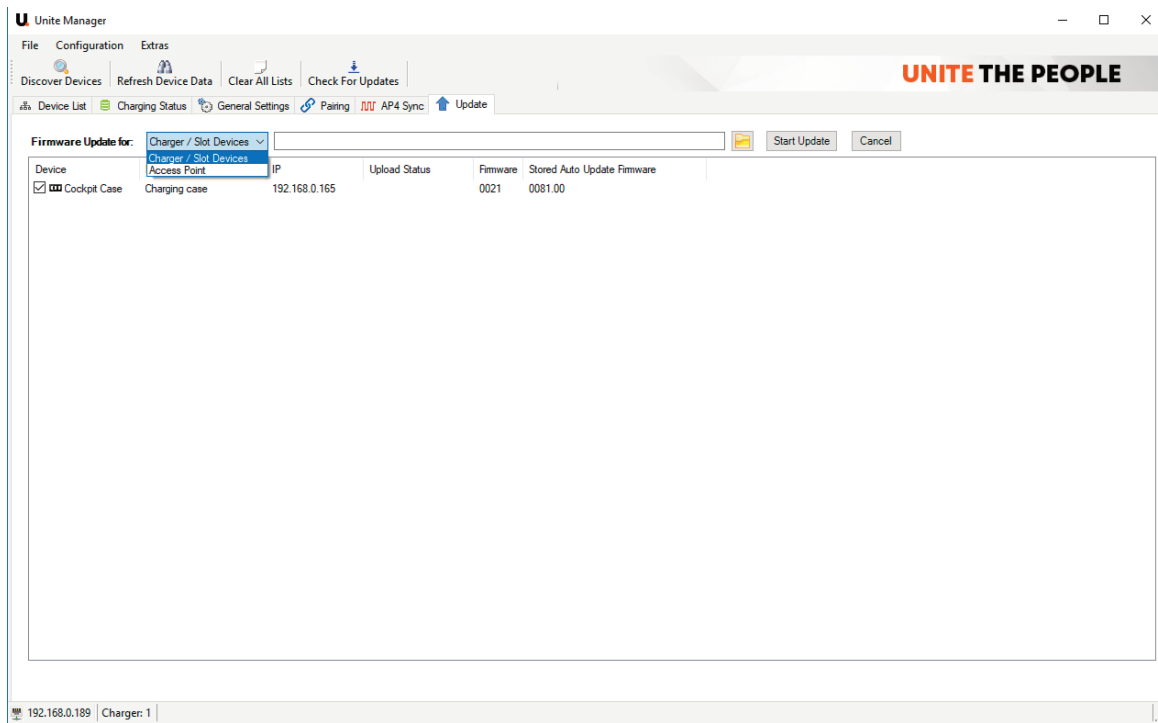 U. Unite Manager
File Configuration Extras
Discover Devices Refresh Device Data Clear All Lists Check For Updates
UNITE THE PEOPLE
Device List Charging Status General Settings Pairing AP4 Sync Update
Firmware Update for: Charger / Slot Devices Start Update Cancel
Charger / Slot Devices
Access Point
Device IP Upload Status Firmware Stored Auto Update Firmware
Cockpit Case Charging case 192.168.0.165 0021 0081.00
192.168.0.189 Charger: 1